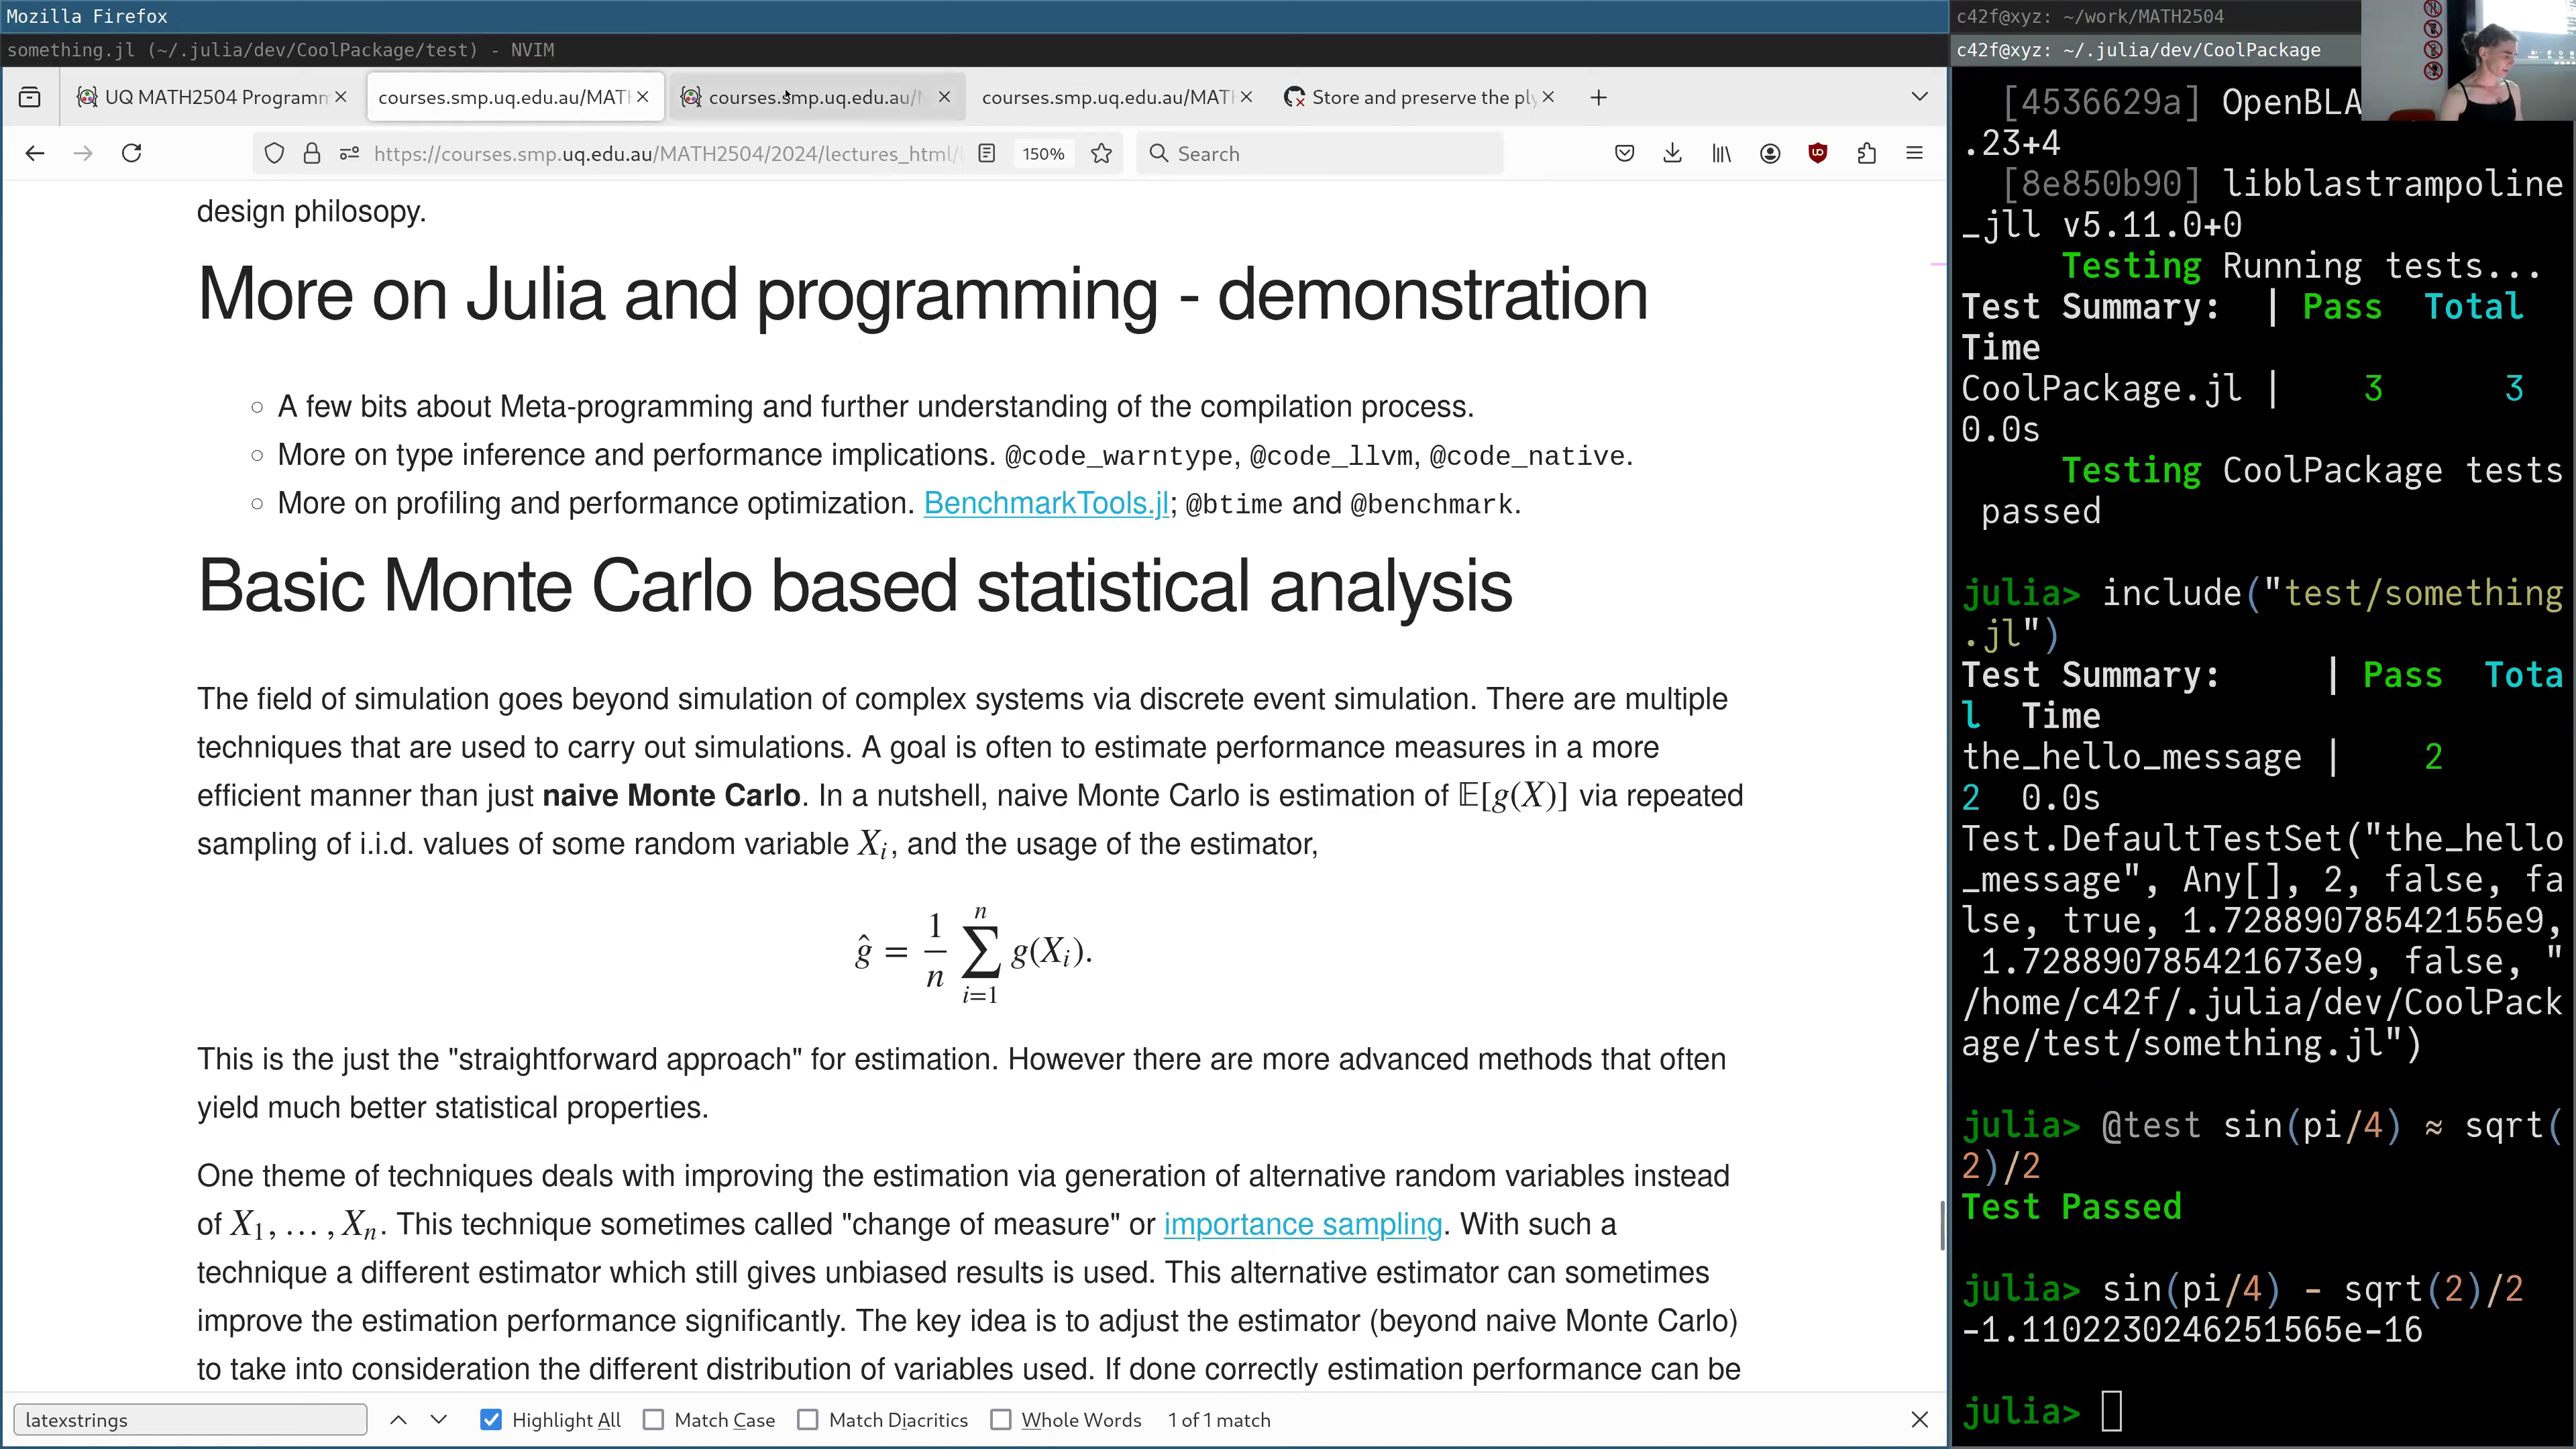 Mozilla Firefox
something.jl (~/.julia/dev/CoolPackage/test) - NVIM
UQ MATH2504 Programm
courses.smp.uq.edu.au/MAT
courses.smp.uq.edu.au/
courses.smp.uq.edu.au/MAT
Store and preserve the ply
https://courses.smp.uq.edu.au/MATH2504/2024/lectures_html/
150%
Search
design philosopy.
More on Julia and programming - demonstration
A few bits about Meta-programming and further understanding of the compilation process.
More on type inference and performance implications. @code_warntype, @code_llvm, @code_native.
More on profiling and performance optimization. BenchmarkTools.jl; @btime and @benchmark.
Basic Monte Carlo based statistical analysis
The field of simulation goes beyond simulation of complex systems via discrete event simulation. There are multiple
techniques that are used to carry out simulations. A goal is often to estimate performance measures in a more
efficient manner than just naive Monte Carlo. In a nutshell, naive Monte Carlo is estimation of 𝔼[g(X)] via repeated
sampling of i.i.d. values of some random variable Xᵢ, and the usage of the estimator,
ĝ = 1/n ∑ⁿᵢ₌₁ g(Xᵢ).
This is the just the "straightforward approach" for estimation. However there are more advanced methods that often
yield much better statistical properties.
One theme of techniques deals with improving the estimation via generation of alternative random variables instead
of X₁, …, Xₙ. This technique sometimes called "change of measure" or importance sampling. With such a
technique a different estimator which still gives unbiased results is used. This alternative estimator can sometimes
improve the estimation performance significantly. The key idea is to adjust the estimator (beyond naive Monte Carlo)
to take into consideration the different distribution of variables used. If done correctly estimation performance can be
latexstrings
Highlight All
Match Case
Match Diacritics
Whole Words
1 of 1 match
c42f@xyz: ~/work/MATH2504
c42f@xyz: ~/.julia/dev/CoolPackage
[4536629a] OpenBLA
.23+4
[8e850b90] libblastrampoline
_jll v5.11.0+0
Testing Running tests...
Test Summary: | Pass Total
Time
CoolPackage.jl | 3 3
0.0s
Testing CoolPackage tests
passed
julia> include("test/something
.jl")
Test Summary: | Pass Tota
l Time
the_hello_message | 2
2 0.0s
Test.DefaultTestSet("the_hello
_message", Any[], 2, false, fa
lse, true, 1.72889078542155e9,
1.728890785421673e9, false, "
/home/c42f/.julia/dev/CoolPack
age/test/something.jl")
julia> @test sin(pi/4) ≈ sqrt(
2)/2
Test Passed
julia> sin(pi/4) - sqrt(2)/2
-1.1102230246251565e-16
julia>